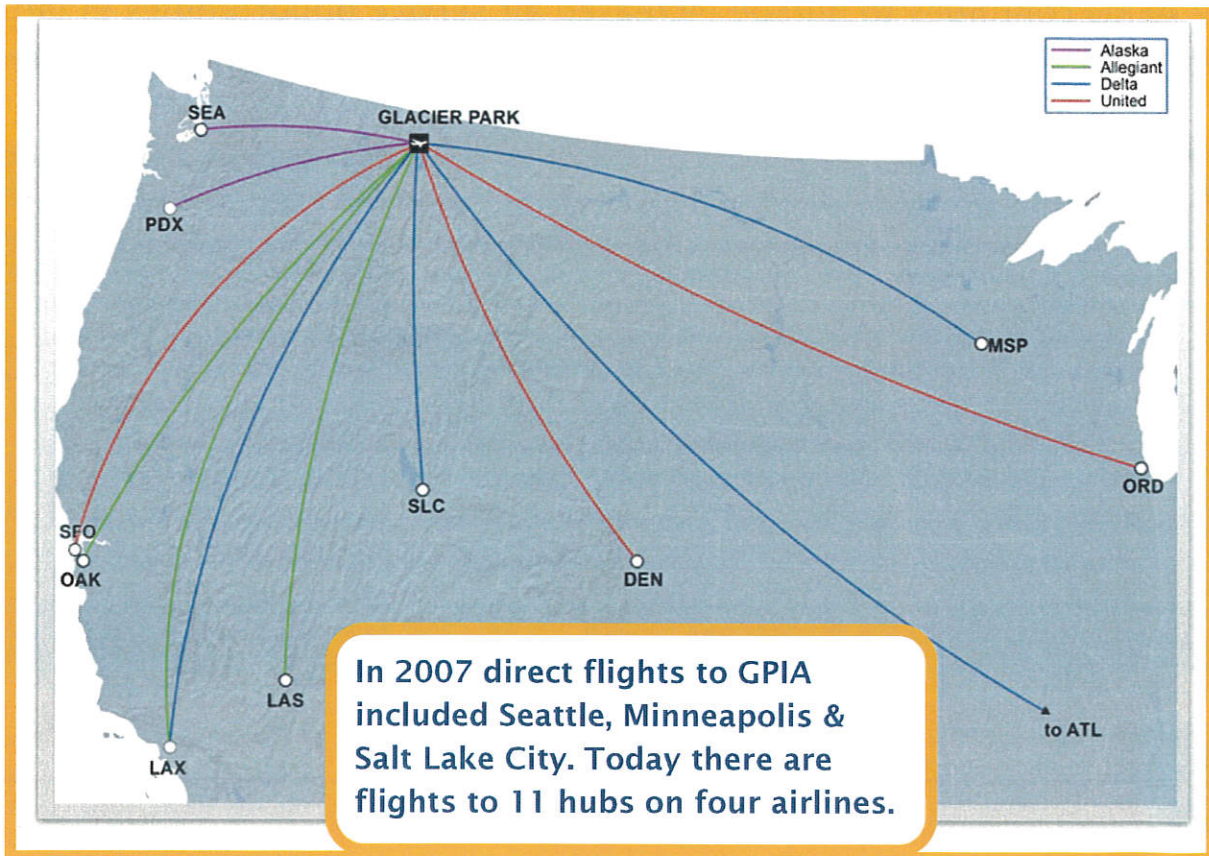 Alaska
Allegiant
Delta
United
SEA
GLACIER PARK
PDX
MSP
ORD
SLC
SFO
OAK
DEN
LAS
to ATL
LAX
In 2007 direct flights to GPIA
included Seattle, Minneapolis &
Salt Lake City. Today there are
flights to 11 hubs on four airlines.